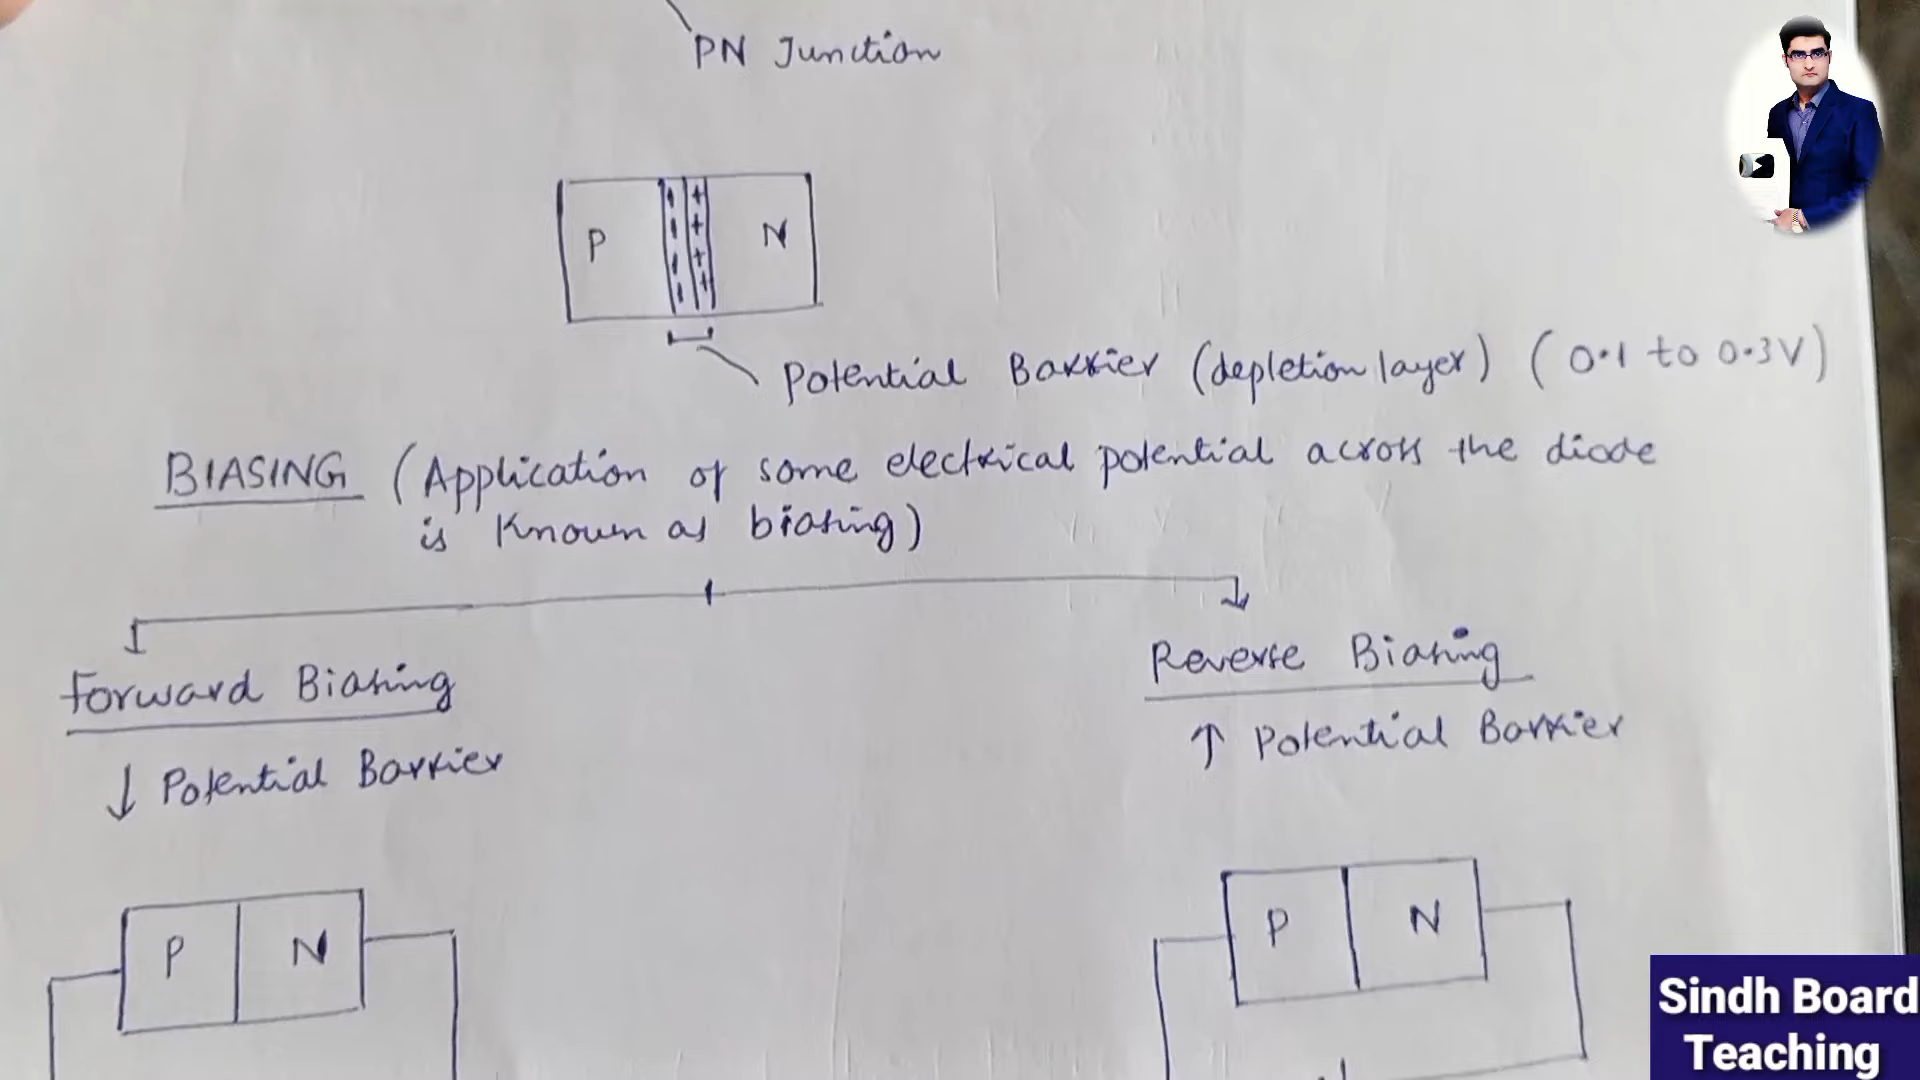 PN Junction
P
N
- + - + - + - +
Potential Barrier (depletion layer) (0.1 to 0.3V)
BIASING (Application of some electrical potential across the diode
is known as biasing)
Forward Biasing
Reverse Biasing
↓ Potential Barrier
↑ Potential Barrier
P N
P N
Sindh Board
Teaching